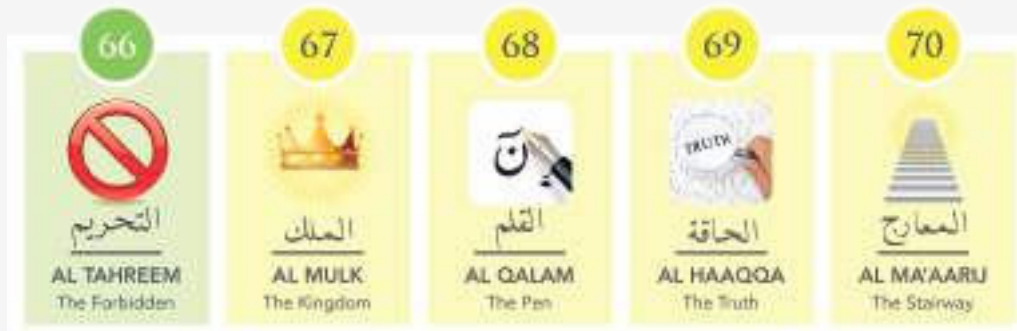 66 67 68 69 70
ن
TRUTH
التحريم
الملك
القلم
الحاقة
المعارج
AL TAHREEM
AL MULK
AL QALAM
AL HAAQQA
AL MA'AARIJ
The Forbidden
The Kingdom
The Pen
The Truth
The Stairway